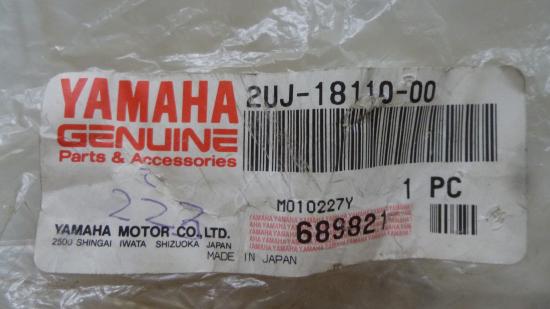 YAMAHA
GENUINE
Parts & Accessories
2UJ-18110-00
1 PC
M010227Y
689821
223
YAMAHA MOTOR CO., LTD.
2500 SHINGAI IWATA SHIZUOKA JAPAN
MADE IN JAPAN